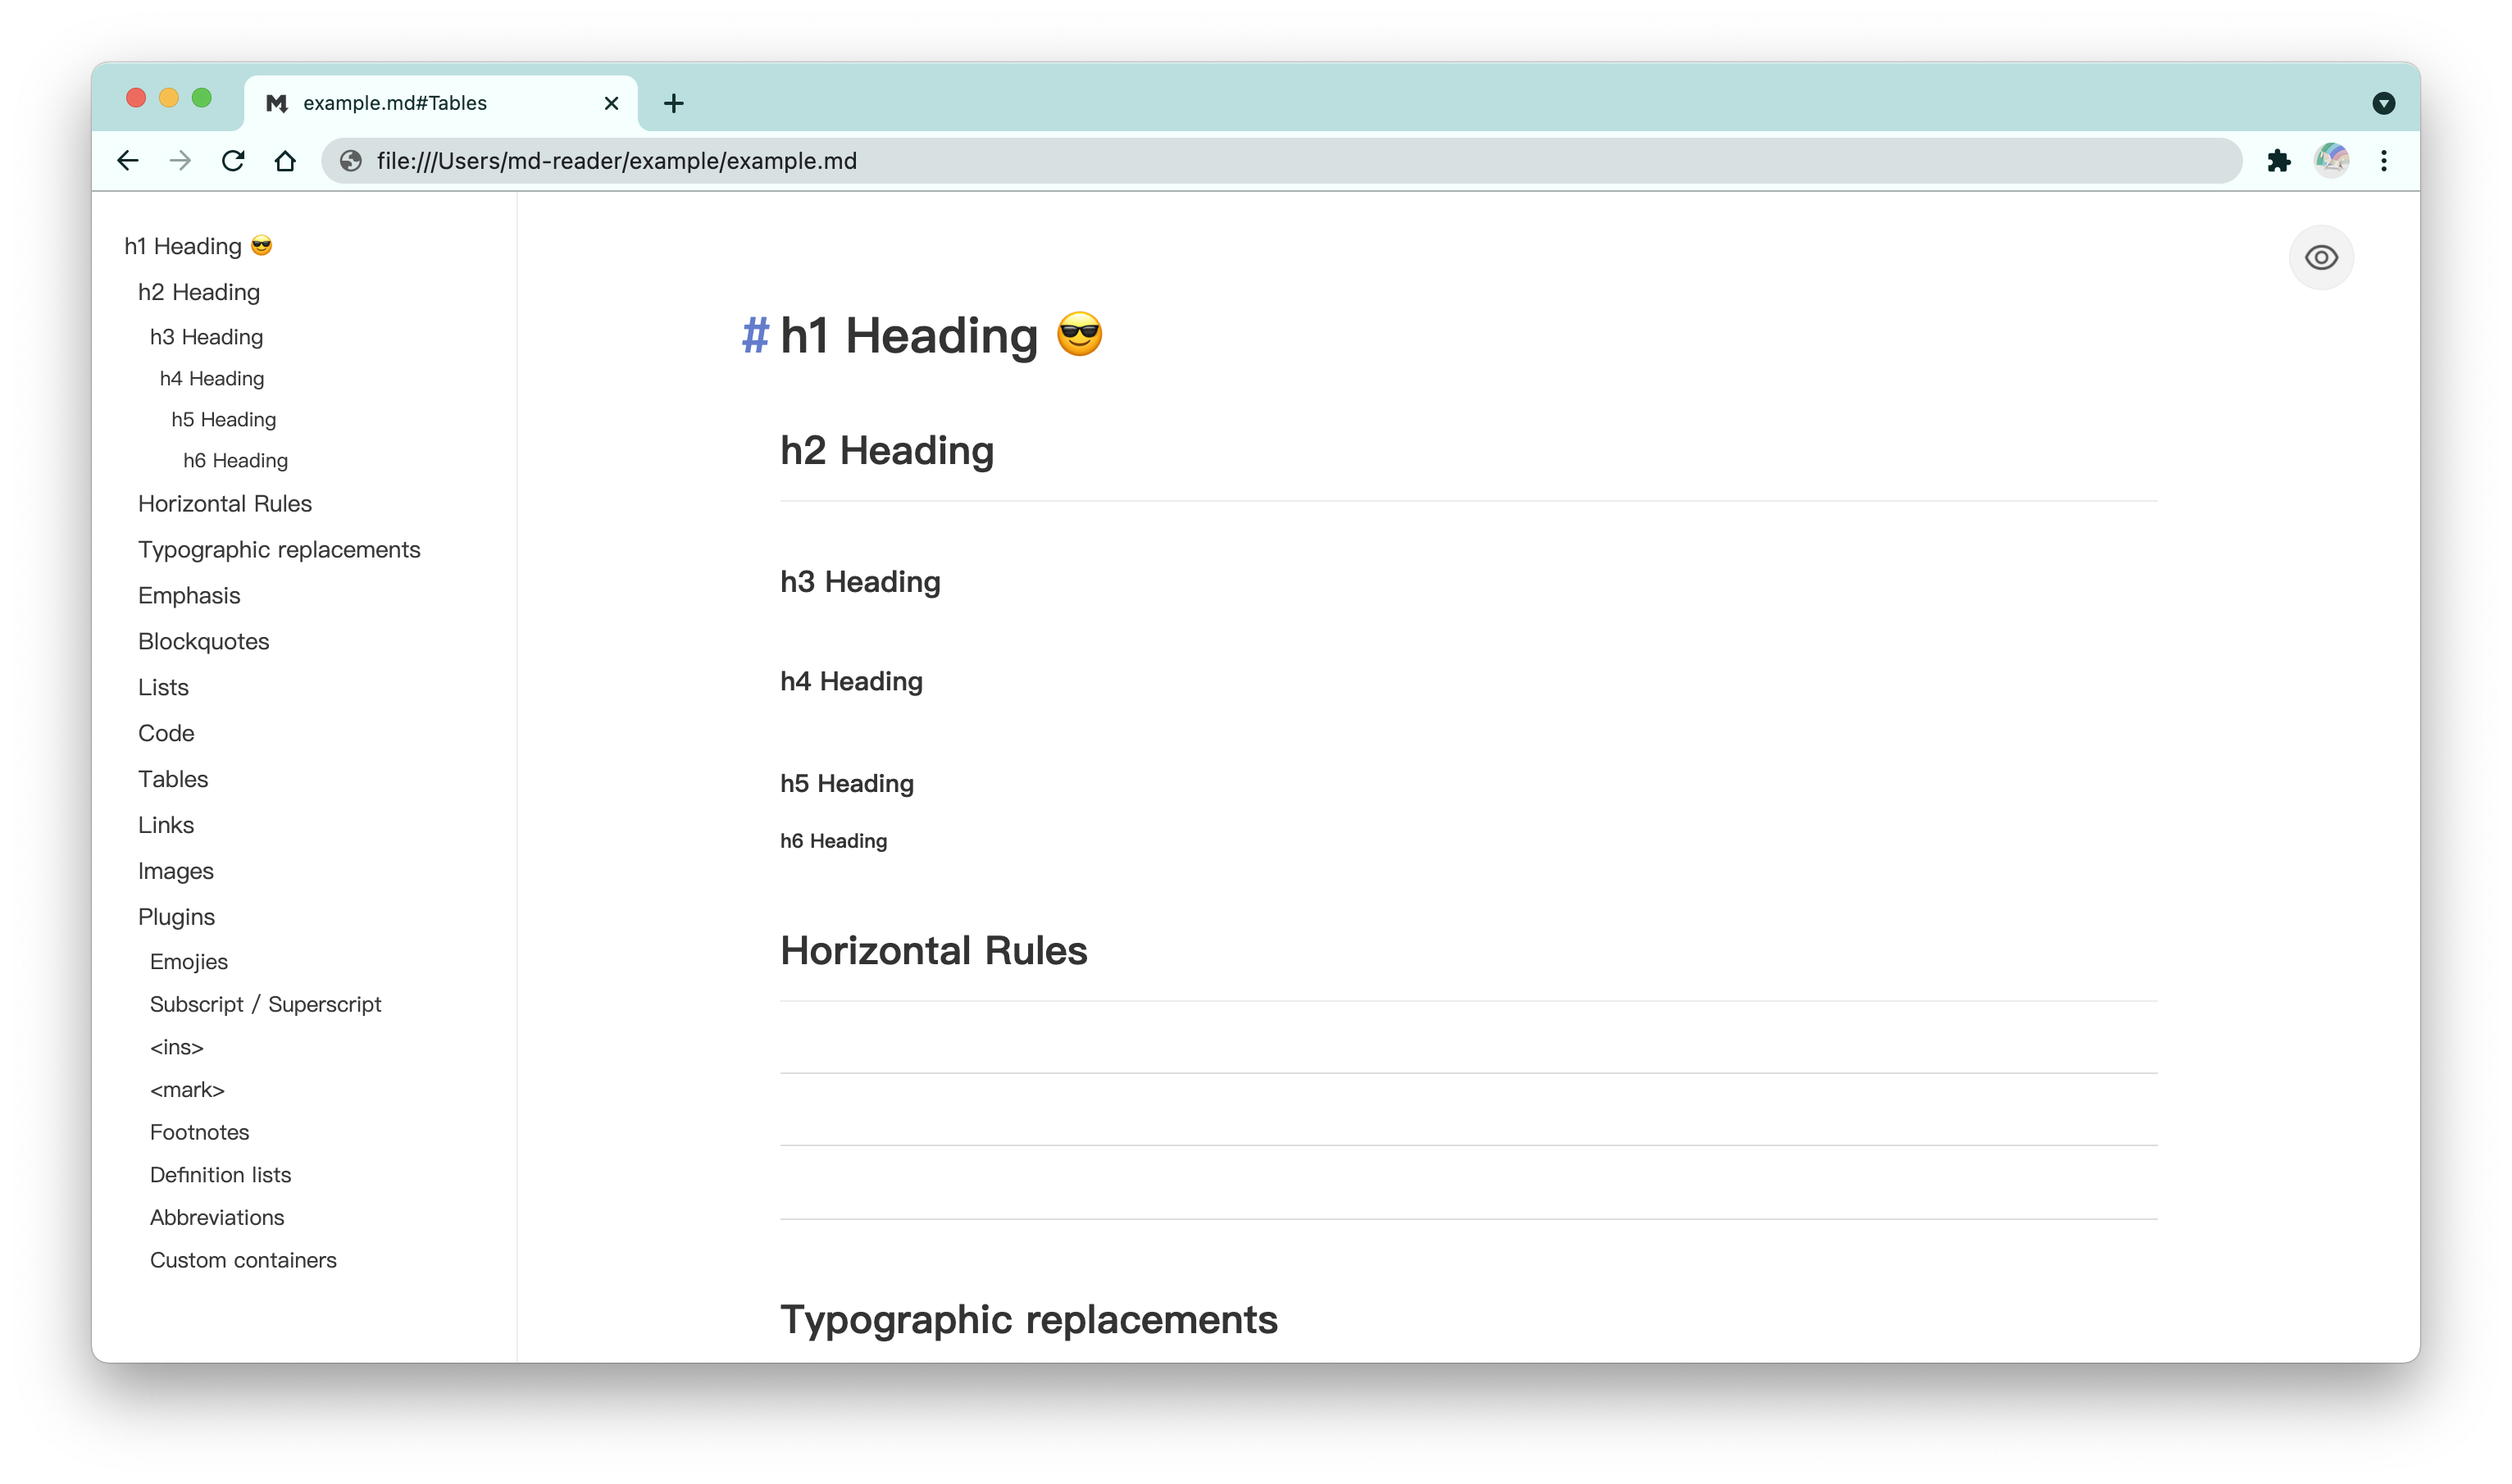 example.md#Tables
file:///Users/md-reader/example/example.md
h1 Heading 😎
h2 Heading
h3 Heading
h4 Heading
h5 Heading
h6 Heading
Horizontal Rules
Typographic replacements
Emphasis
Blockquotes
Lists
Code
Tables
Links
Images
Plugins
Emojies
Subscript / Superscript
<ins>
<mark>
Footnotes
Definition lists
Abbreviations
Custom containers
# h1 Heading 😎
h2 Heading
h3 Heading
h4 Heading
h5 Heading
h6 Heading
Horizontal Rules
Typographic replacements